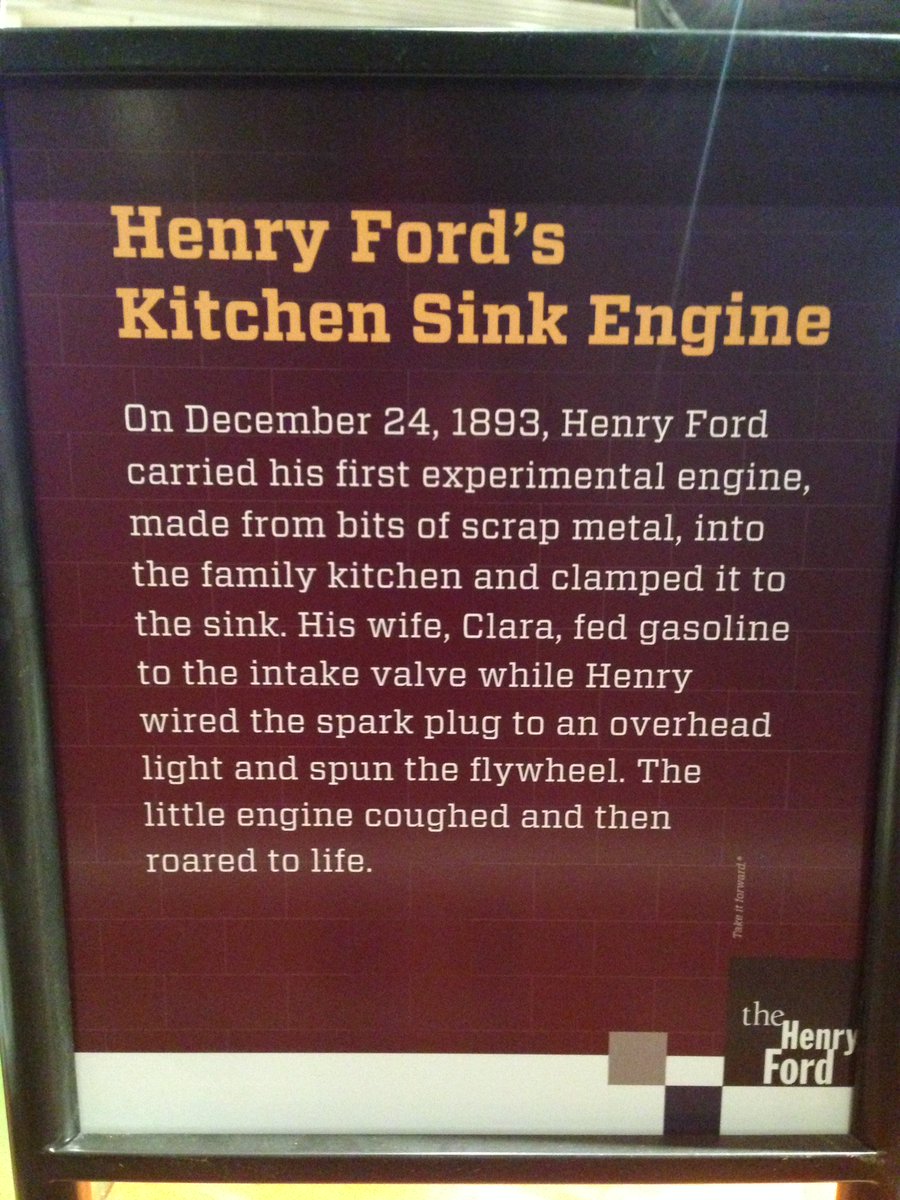 Henry Ford's
Kitchen Sink Engine
On December 24, 1893, Henry Ford
carried his first experimental engine,
made from bits of scrap metal, into
the family kitchen and clamped it to
the sink. His wife, Clara, fed gasoline
to the intake valve while Henry
wired the spark plug to an overhead
light and spun the flywheel. The
little engine coughed and then
roared to life.
Take it forward®
the
Henry
Ford